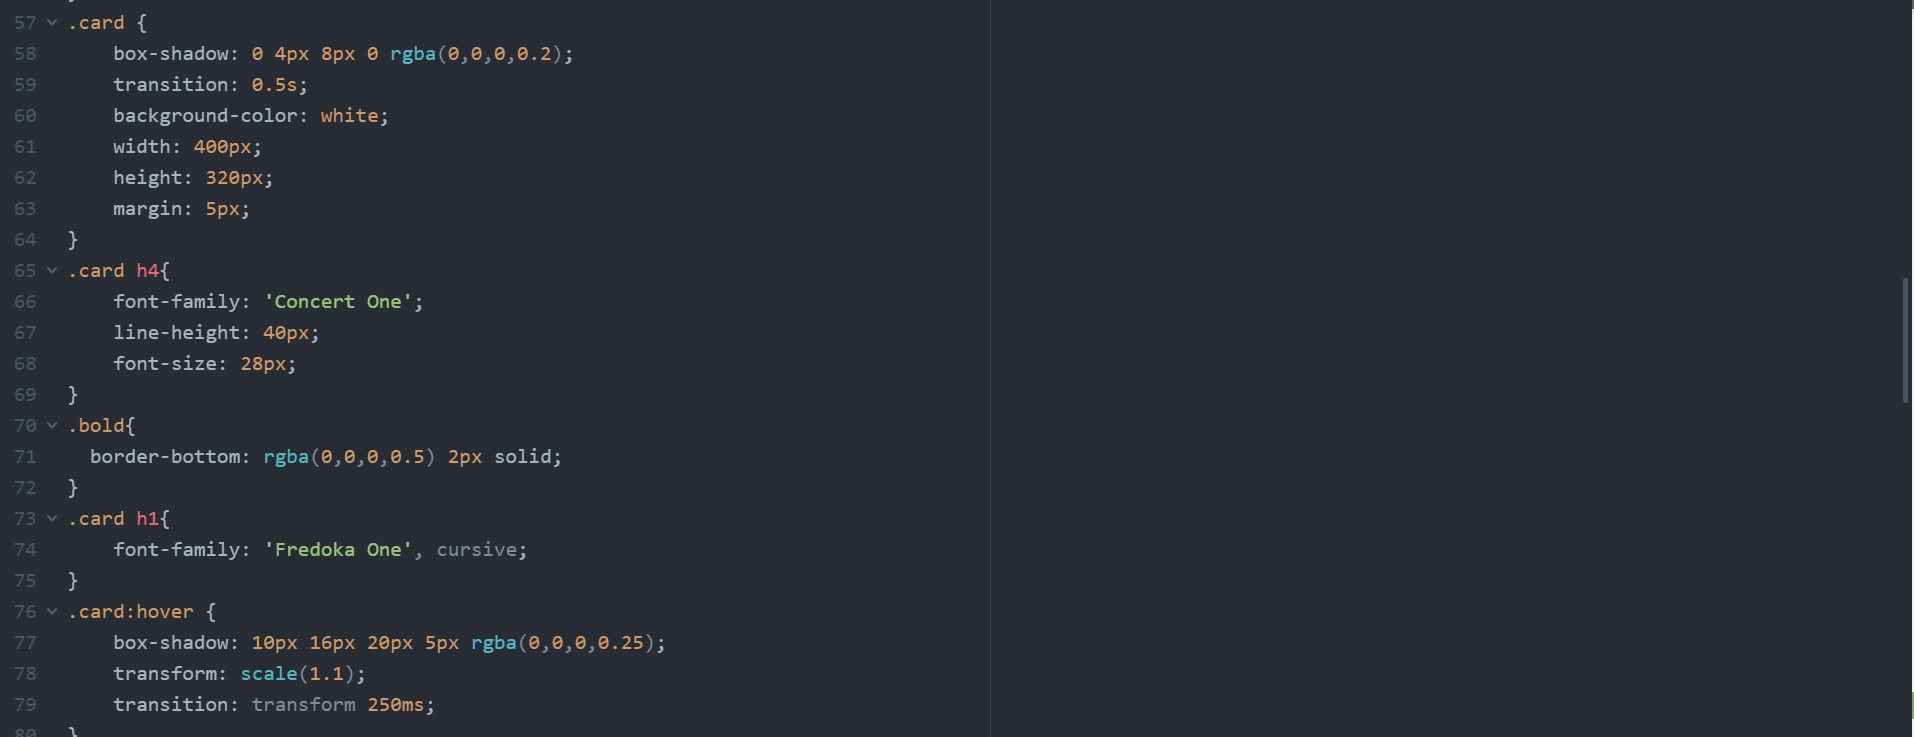 57 .card {
58 box-shadow: 0 4px 8px 0 rgba(0,0,0,0.2);
59 transition: 0.5s;
60 background-color: white;
61 width: 400px;
62 height: 320px;
63 margin: 5px;
64 }
65 .card h4{
66 font-family: 'Concert One';
67 line-height: 40px;
68 font-size: 28px;
69 }
70 .bold{
71 border-bottom: rgba(0,0,0,0.5) 2px solid;
72 }
73 .card h1{
74 font-family: 'Fredoka One', cursive;
75 }
76 .card:hover {
77 box-shadow: 10px 16px 20px 5px rgba(0,0,0,0.25);
78 transform: scale(1.1);
79 transition: transform 250ms;
80 }